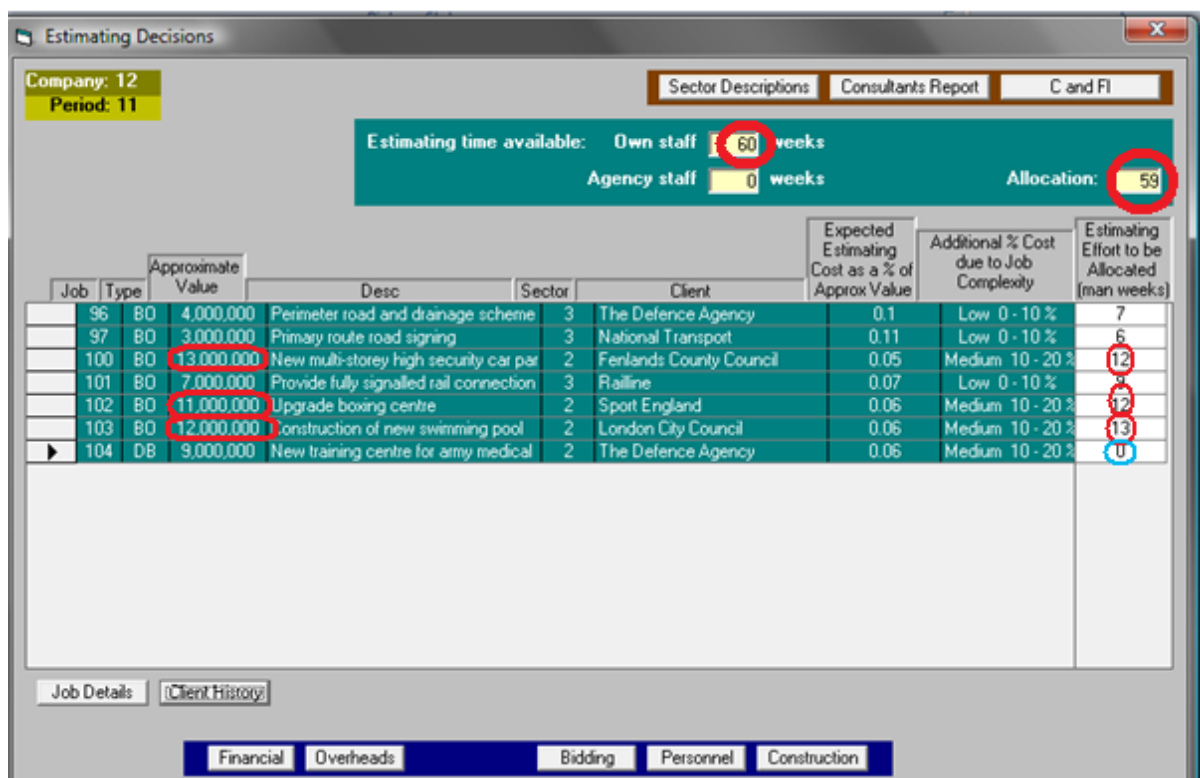 Estimating Decisions
Company: 12
Period: 11
Sector Descriptions Consultants Report C and FI
Estimating time available: Own staff 60 weeks
Agency staff 0 weeks Allocation: 59
Job Type Approximate Value Desc Sector Client Expected Estimating Cost as a % of Approx Value Additional % Cost due to Job Complexity Estimating Effort to be Allocated (man weeks)
96 BO 4,000,000 Perimeter road and drainage scheme 3 The Defence Agency 0.1 Low 0 - 10 % 7
97 BO 3,000,000 Primary route road signing 3 National Transport 0.11 Low 0 - 10 % 6
100 BO 13,000,000 New multi-storey high security car par 2 Fenlands County Council 0.05 Medium 10 - 20 % 12
101 BO 7,000,000 Provide fully signalled rail connection 3 Railline 0.07 Low 0 - 10 % 9
102 BO 11,000,000 Upgrade boxing centre 2 Sport England 0.06 Medium 10 - 20 % 12
103 BO 12,000,000 Construction of new swimming pool 2 London City Council 0.06 Medium 10 - 20 % 13
104 DB 9,000,000 New training centre for army medical 2 The Defence Agency 0.06 Medium 10 - 20 % 0
Job Details Client History
Financial Overheads Bidding Personnel Construction